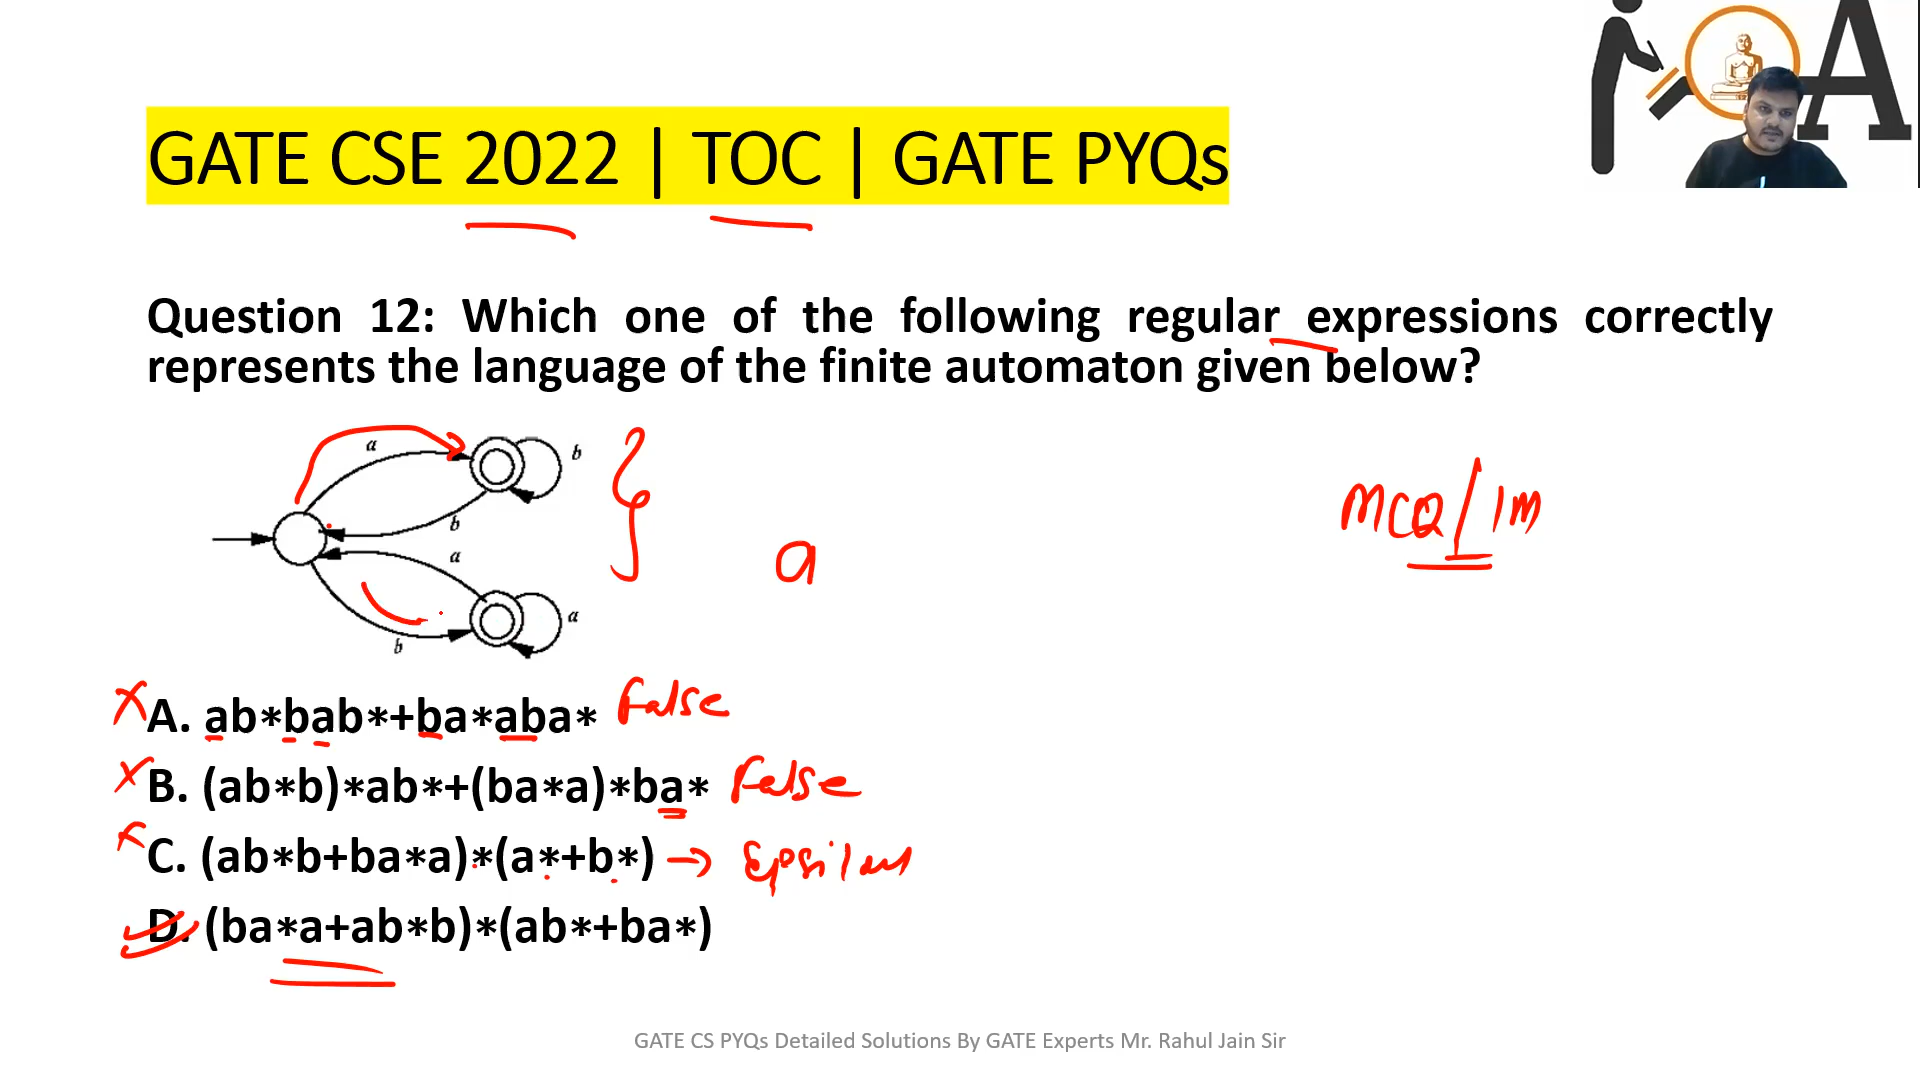 A
GATE CSE 2022 | TOC | GATE PYQs
Question 12: Which one of the following regular expressions correctly
represents the language of the finite automaton given below?
a
b
b
a
a
b
a
MCQ/1M
X A. ab*bab*+ba*aba* False
X B. (ab*b)*ab*+(ba*a)*ba* False
C. (ab*b+ba*a)*(a*+b*) →
D. (ba*a+ab*b)*(ab*+ba*)
GATE CS PYQs Detailed Solutions By GATE Experts Mr. Rahul Jain Sir